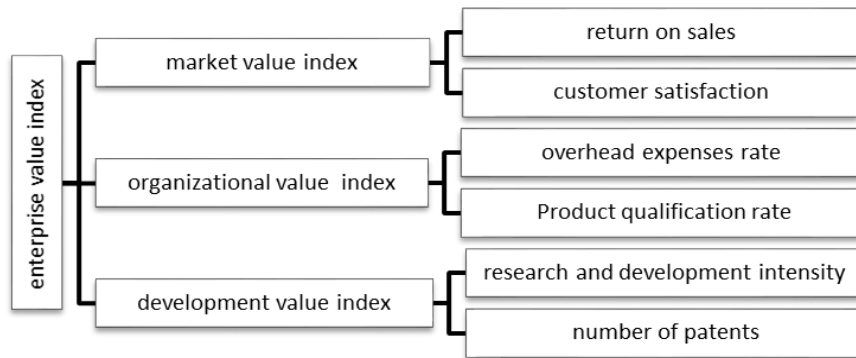 enterprise value index
market value index
return on sales
customer satisfaction
organizational value index
overhead expenses rate
Product qualification rate
development value index
research and development intensity
number of patents